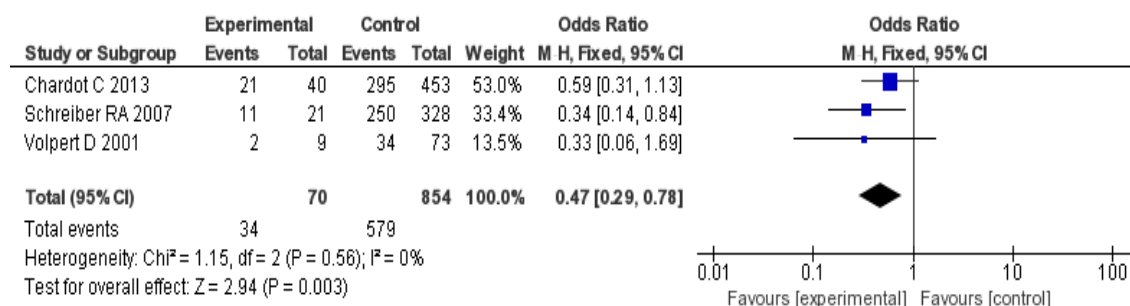 Experimental Control Odds Ratio Odds Ratio
Study or Subgroup Events Total Events Total Weight M-H, Fixed, 95% CI M-H, Fixed, 95% CI
Chardot C 2013 21 40 295 453 53.0% 0.59 [0.31, 1.13]
Schreiber RA 2007 11 21 250 328 33.4% 0.34 [0.14, 0.84]
Volpert D 2001 2 9 34 73 13.5% 0.33 [0.06, 1.69]
Total (95% CI) 70 854 100.0% 0.47 [0.29, 0.78]
Total events 34 579
Heterogeneity: Chi² = 1.15, df = 2 (P = 0.56); I² = 0%
Test for overall effect: Z = 2.94 (P = 0.003)
0.01 0.1 1 10 100
Favours [experimental] Favours [control]